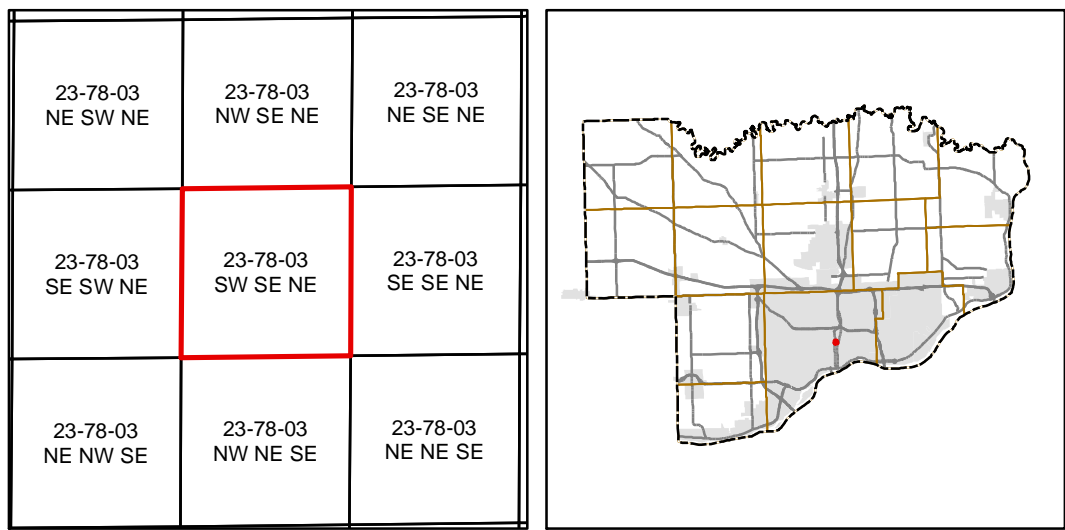 23-78-03
NE SW NE
23-78-03
NW SE NE
23-78-03
NE SE NE
23-78-03
SE SW NE
23-78-03
SW SE NE
23-78-03
SE SE NE
23-78-03
NE NW SE
23-78-03
NW NE SE
23-78-03
NE NE SE